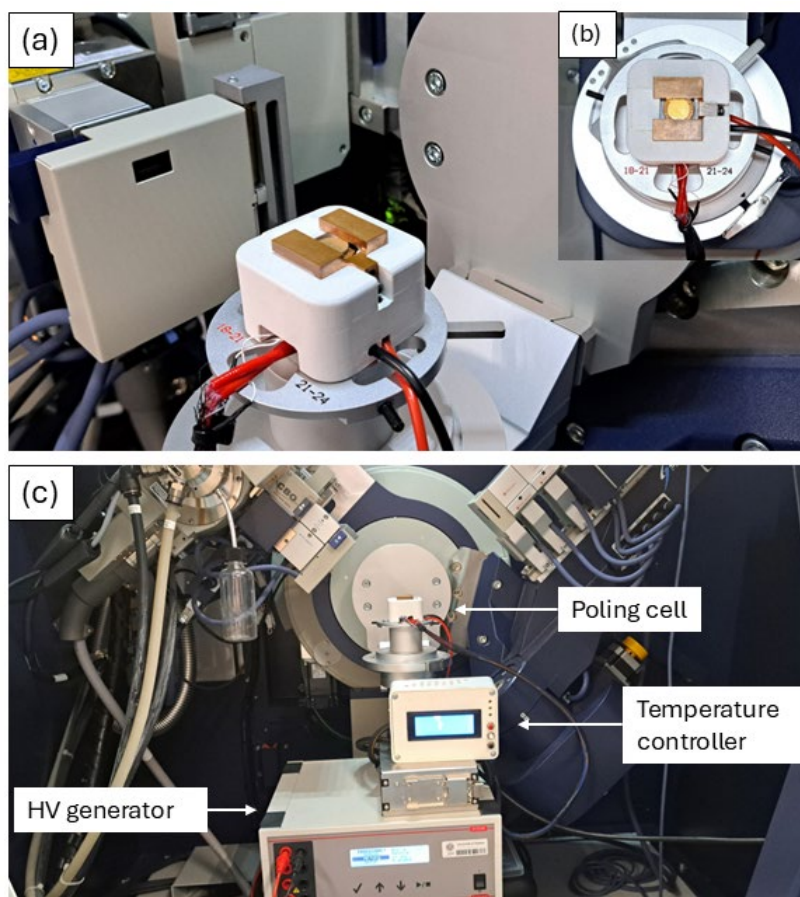 (a)
(b)
18-21
21-24
18-21
21-24
(c)
Poling cell
Temperature
controller
HV generator